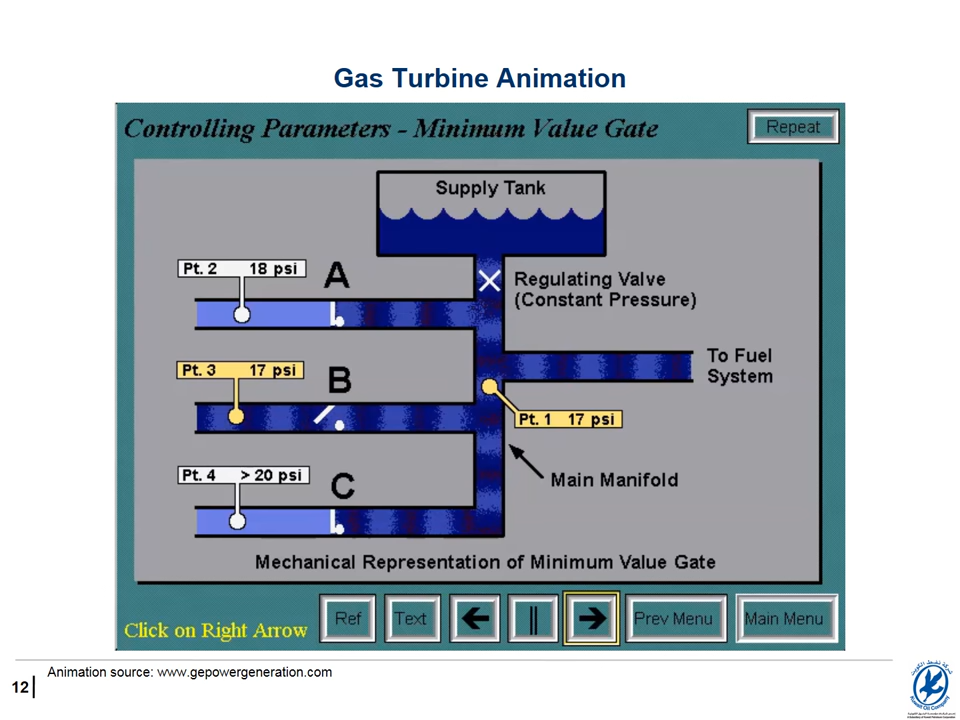 Gas Turbine Animation
Controlling Parameters - Minimum Value Gate
Repeat
Supply Tank
Pt. 2 18 psi
A
Regulating Valve
(Constant Pressure)
Pt. 3 17 psi
B
To Fuel
System
Pt. 1 17 psi
Pt. 4 > 20 psi
C
Main Manifold
Mechanical Representation of Minimum Value Gate
Click on Right Arrow
Ref
Text
Prev Menu
Main Menu
Animation source: www.gepowergeneration.com
12
Kuwait Oil Company